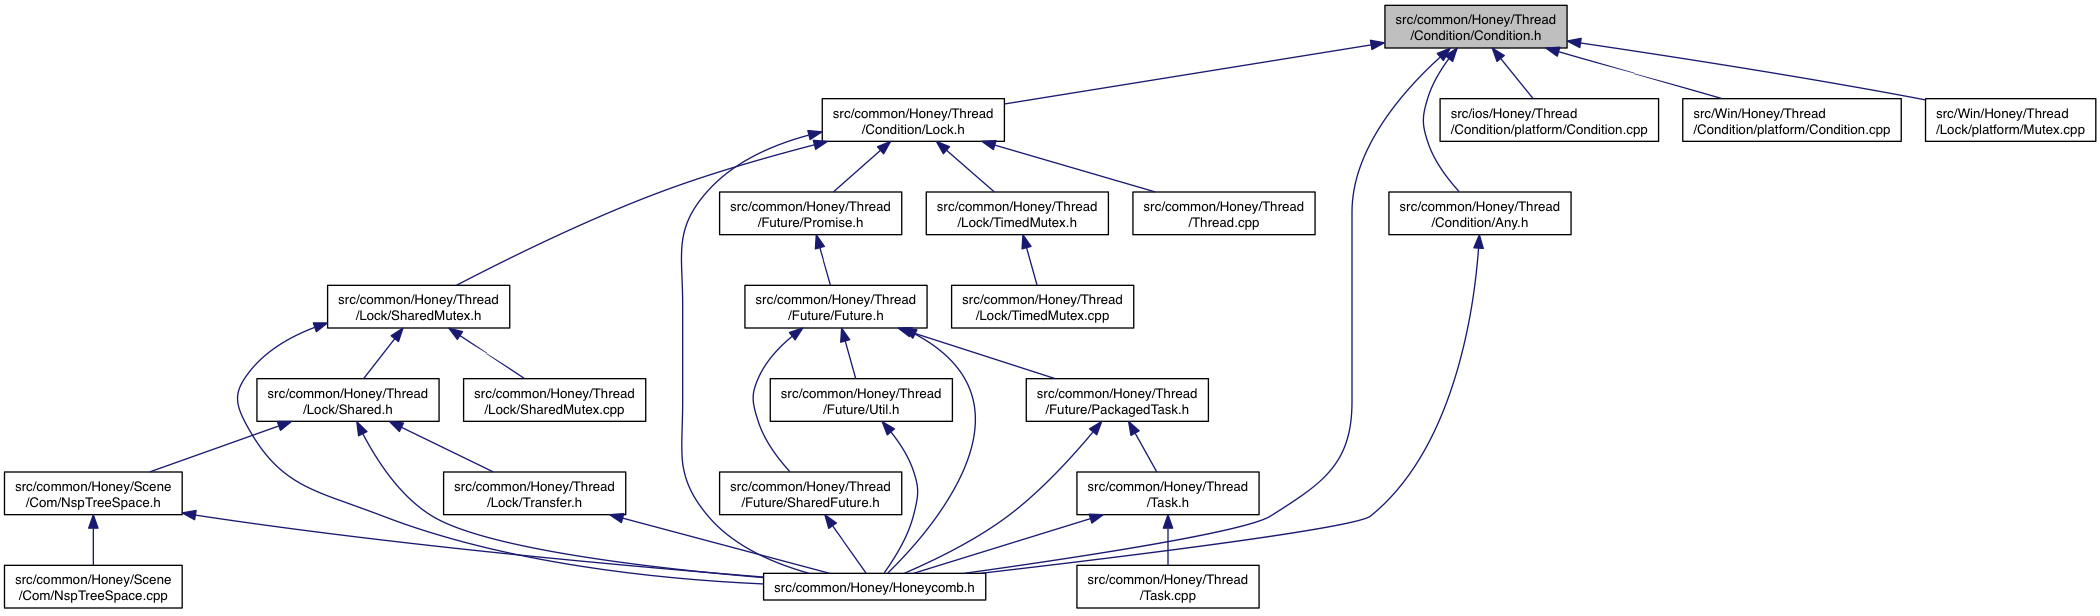 src/common/Honey/Thread
/Condition/Condition.h
src/common/Honey/Thread
/Condition/Lock.h
src/ios/Honey/Thread
/Condition/platform/Condition.cpp
src/Win/Honey/Thread
/Condition/platform/Condition.cpp
src/Win/Honey/Thread
/Lock/platform/Mutex.cpp
src/common/Honey/Thread
/Future/Promise.h
src/common/Honey/Thread
/Lock/TimedMutex.h
src/common/Honey/Thread
/Thread.cpp
src/common/Honey/Thread
/Condition/Any.h
src/common/Honey/Thread
/Lock/SharedMutex.h
src/common/Honey/Thread
/Future/Future.h
src/common/Honey/Thread
/Lock/TimedMutex.cpp
src/common/Honey/Thread
/Lock/Shared.h
src/common/Honey/Thread
/Lock/SharedMutex.cpp
src/common/Honey/Thread
/Future/Util.h
src/common/Honey/Thread
/Future/PackagedTask.h
src/common/Honey/Scene
/Com/NspTreeSpace.h
src/common/Honey/Thread
/Lock/Transfer.h
src/common/Honey/Thread
/Future/SharedFuture.h
src/common/Honey/Thread
/Task.h
src/common/Honey/Scene
/Com/NspTreeSpace.cpp
src/common/Honey/Honeycomb.h
src/common/Honey/Thread
/Task.cpp